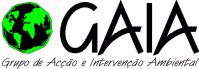 GAIA
Grupo de Acção e Intervenção Ambiental